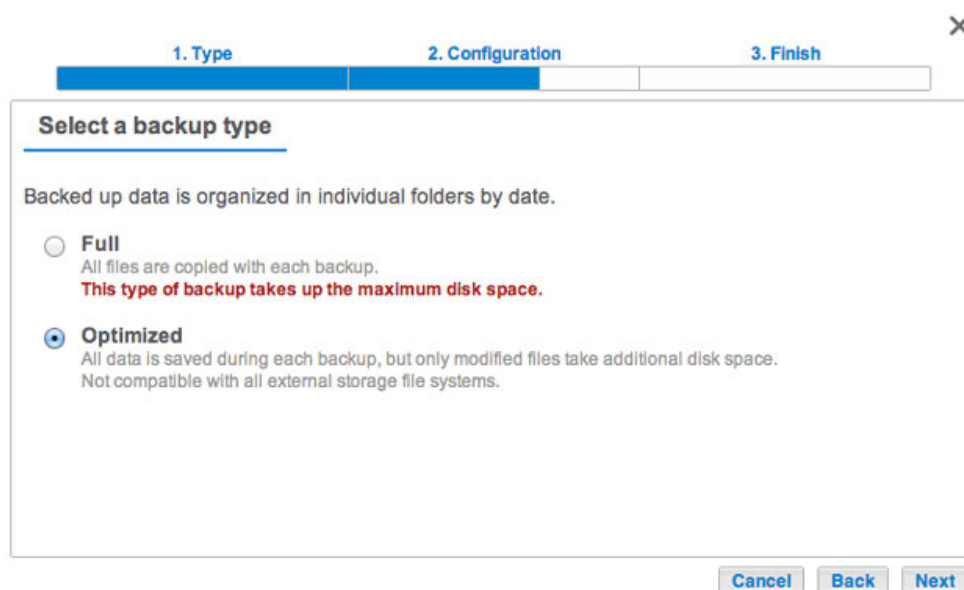 1. Type 2. Configuration 3. Finish
Select a backup type
Backed up data is organized in individual folders by date.
Full
All files are copied with each backup.
This type of backup takes up the maximum disk space.
Optimized
All data is saved during each backup, but only modified files take additional disk space.
Not compatible with all external storage file systems.
Cancel Back Next